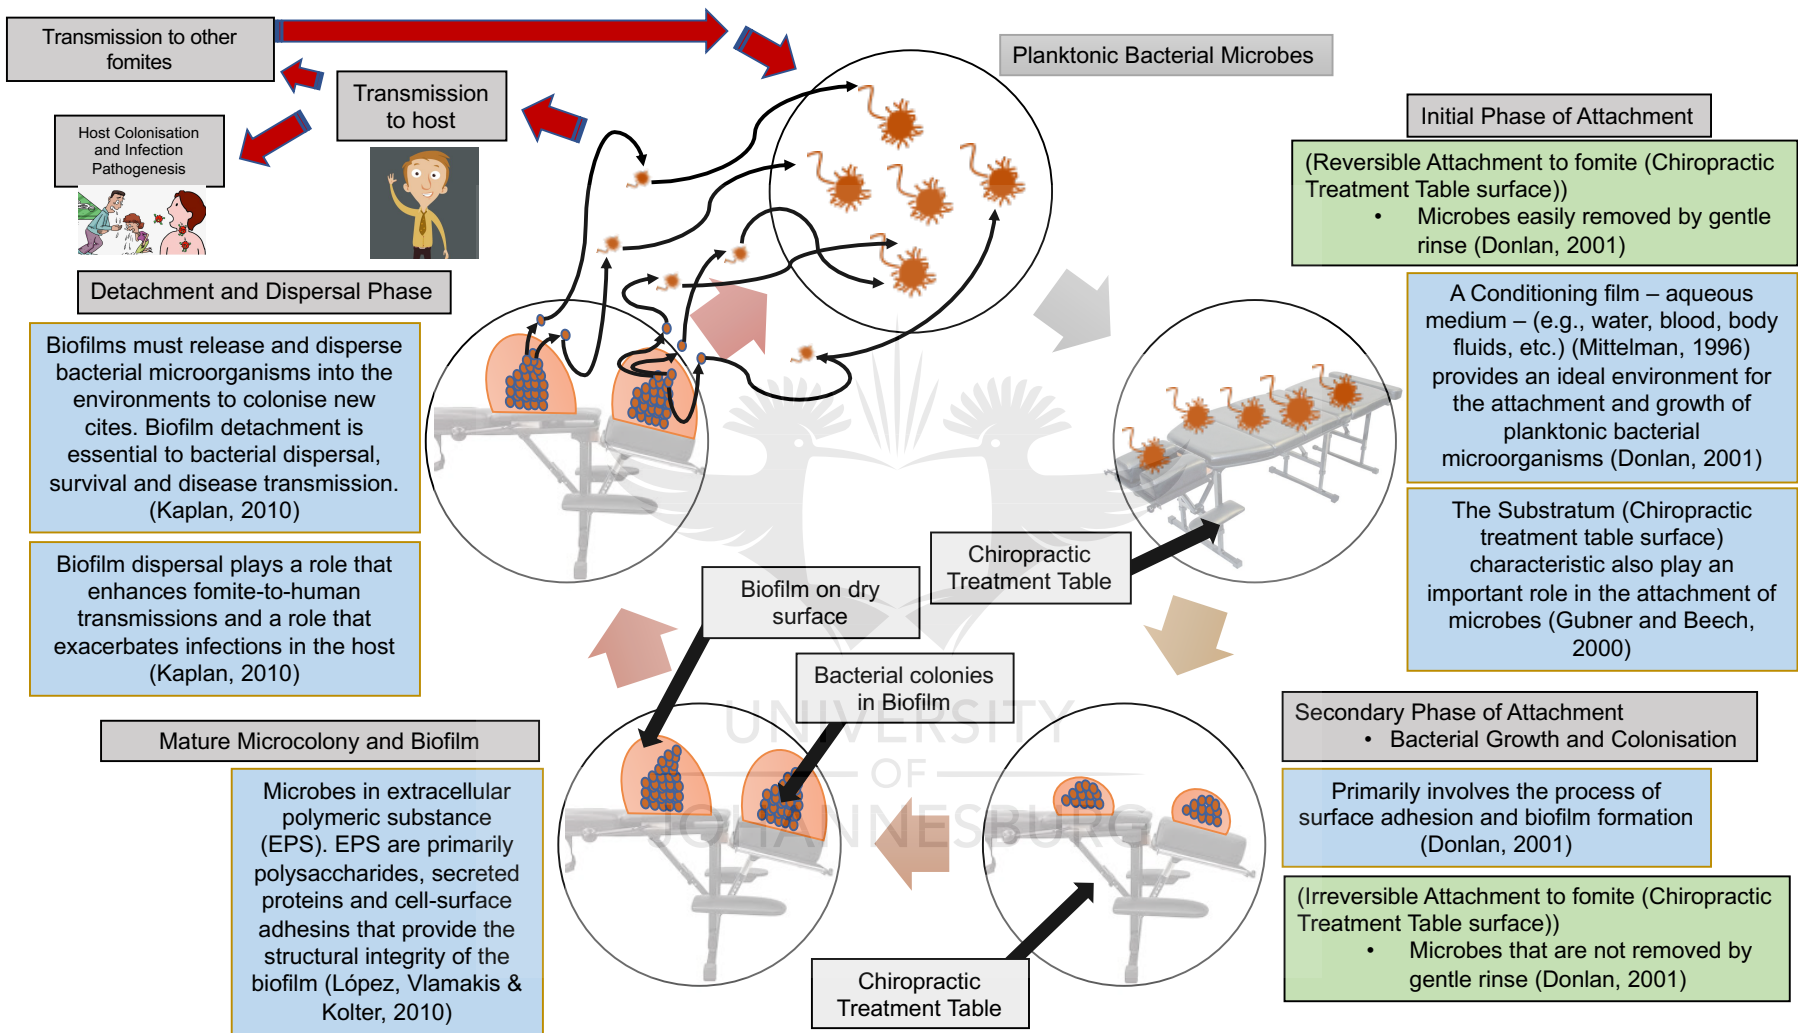 Transmission to other
fomites
Planktonic Bacterial Microbes
Transmission
to host
Host Colonisation
and Infection
Pathogenesis
Initial Phase of Attachment
(Reversible Attachment to fomite (Chiropractic
Treatment Table surface))
• Microbes easily removed by gentle
rinse (Donlan, 2001)
A Conditioning film – aqueous
medium – (e.g., water, blood, body
fluids, etc.) (Mittelman, 1996)
provides an ideal environment for
the attachment and growth of
planktonic bacterial
microorganisms (Donlan, 2001)
The Substratum (Chiropractic
treatment table surface)
characteristic also play an
important role in the attachment of
microbes (Gubner and Beech,
2000)
Chiropractic
Treatment Table
Secondary Phase of Attachment
• Bacterial Growth and Colonisation
Primarily involves the process of
surface adhesion and biofilm formation
(Donlan, 2001)
(Irreversible Attachment to fomite (Chiropractic
Treatment Table surface))
• Microbes that are not removed by
gentle rinse (Donlan, 2001)
Chiropractic
Treatment Table
Biofilm on dry
surface
Bacterial colonies
in Biofilm
Mature Microcolony and Biofilm
Microbes in extracellular
polymeric substance
(EPS). EPS are primarily
polysaccharides, secreted
proteins and cell-surface
adhesins that provide the
structural integrity of the
biofilm (López, Vlamakis &
Kolter, 2010)
Detachment and Dispersal Phase
Biofilms must release and disperse
bacterial microorganisms into the
environments to colonise new
cites. Biofilm detachment is
essential to bacterial dispersal,
survival and disease transmission.
(Kaplan, 2010)
Biofilm dispersal plays a role that
enhances fomite-to-human
transmissions and a role that
exacerbates infections in the host
(Kaplan, 2010)
UNIVERSITY
OF
JOHANNESBURG